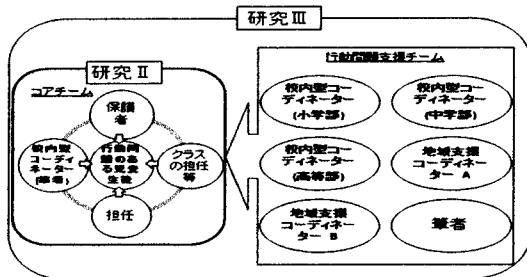 研究Ⅲ
研究Ⅱ
コアチーム
保護
者
校内型
コーディ
ネーター
行動問
題のあ
る児童
生徒
クラスの担任
等
担任
行動問題支援チーム
校内型コー
ディネーター
(小学部)
校内型コー
ディネーター
(中学部)
校内型コー
ディネーター
(高等部)
地域支援
コーディネー
ター A
地域支援
コーディネー
ター B
筆者